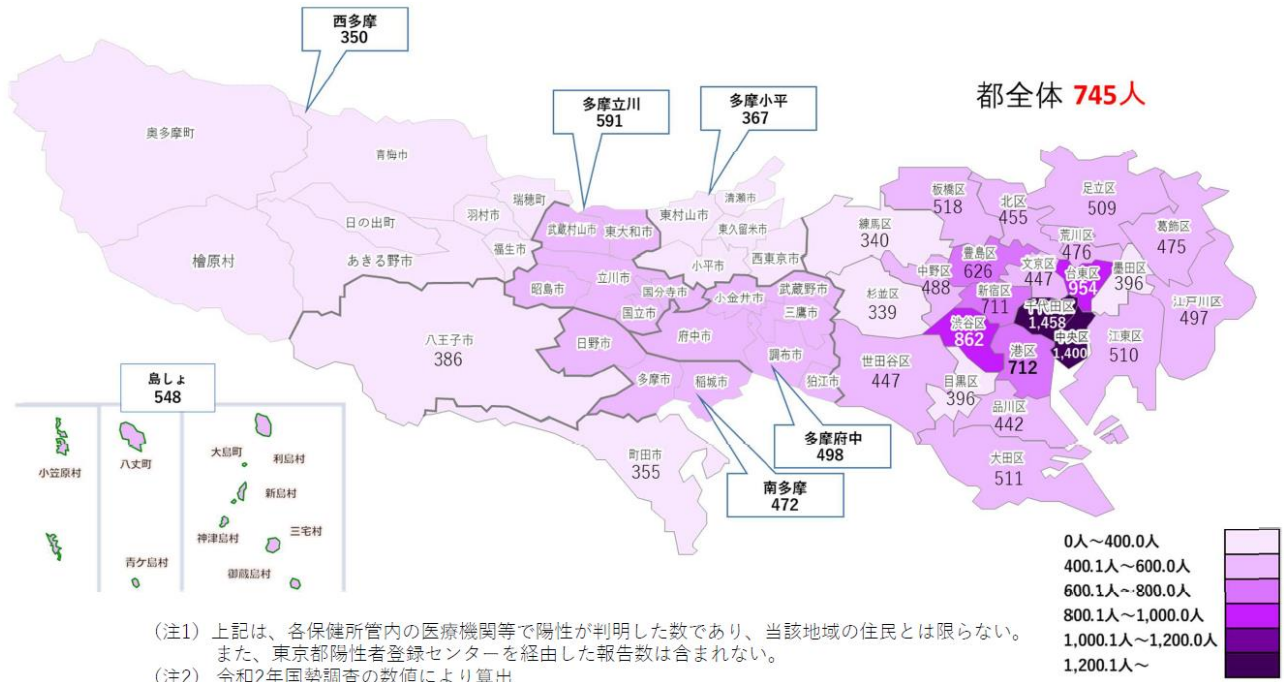 西多摩
350
多摩立川
591
多摩小平
367
都全体 745人
奥多摩町
青梅市
瑞穂町
羽村市
日の出町
福生市
あきる野市
檜原村
武蔵村山市
東大和市
立川市
昭島市
国分寺市
国立市
東村山市
清瀬市
東久留米市
小平市
西東京市
小金井市
武蔵野市
三鷹市
府中市
調布市
狛江市
八王子市
386
日野市
多摩市
稲城市
町田市
355
多摩府中
498
南多摩
472
板橋区
518
北区
455
足立区
509
葛飾区
475
練馬区
340
豊島区
626
荒川区
476
文京区
447
台東区
954
墨田区
396
中野区
488
新宿区
711
杉並区
339
千代田区
1,458
江戸川区
497
渋谷区
862
中央区
1,400
江東区
510
世田谷区
447
港区
712
目黒区
396
品川区
442
大田区
511
島しょ
548
小笠原村
八丈町
青ケ島村
大島町
利島村
新島村
神津島村
三宅村
御蔵島村
0人～400.0人
400.1人～600.0人
600.1人～800.0人
800.1人～1,000.0人
1,000.1人～1,200.0人
1,200.1人～
(注1) 上記は、各保健所管内の医療機関等で陽性が判明した数であり、当該地域の住民とは限らない。
また、東京都陽性者登録センターを経由した報告数は含まれない。
(注2) 令和2年国勢調査の数値により算出